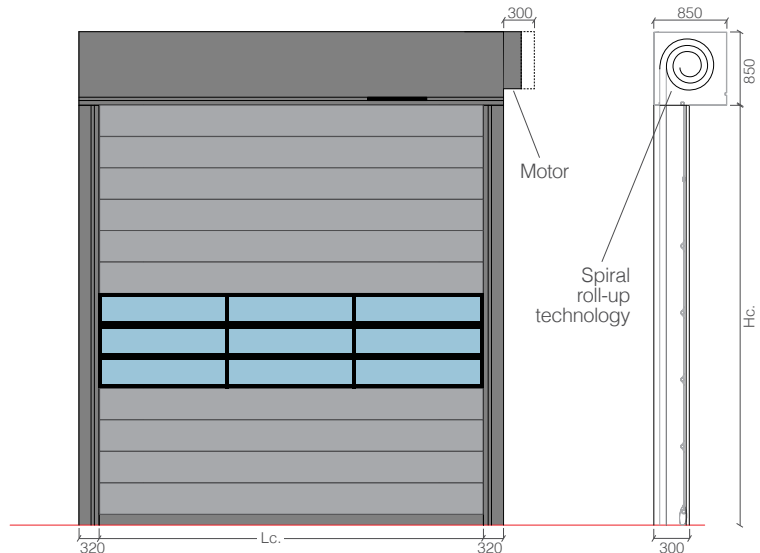 300
850
850
Motor
Spiral
roll-up
technology
Hc.
320
Lc.
320
300